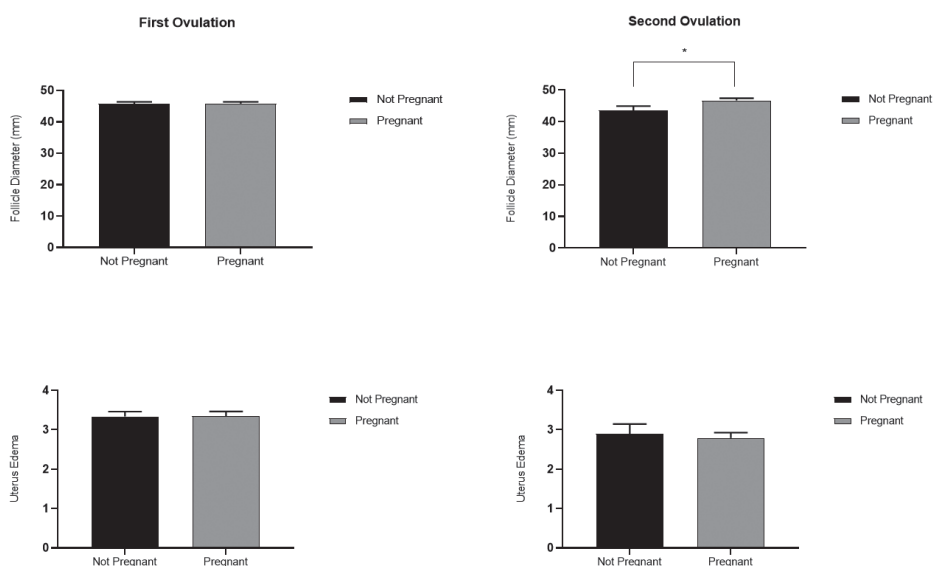 First Ovulation
Second Ovulation
*
50
40
30
20
10
0
Follicle Diameter (mm)
Not Pregnant
Pregnant
Not Pregnant
Pregnant
50
40
30
20
10
0
Follicle Diameter (mm)
Not Pregnant
Pregnant
Not Pregnant
Pregnant
4
3
2
1
0
Uterus Edema
Not Pregnant
Pregnant
Not Pregnant
Pregnant
4
3
2
1
0
Uterus Edema
Not Pregnant
Pregnant
Not Pregnant
Pregnant